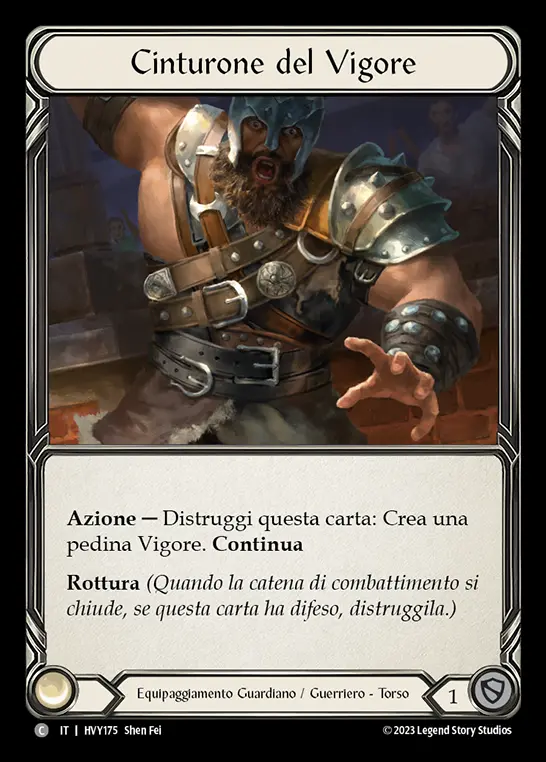 Cinturone del Vigore
Azione — Distruggi questa carta: Crea una
pedina Vigore. Continua
Rottura (Quando la catena di combattimento si
chiude, se questa carta ha difeso, distruggila.)
Equipaggiamento Guardiano / Guerriero - Torso
1
C IT | HVY175 Shen Fei
© 2023 Legend Story Studios